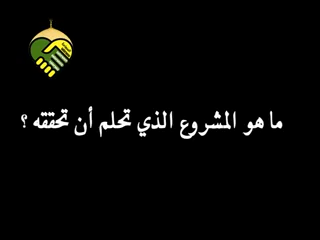 ما هو المشروع الذي تحلم أن تحققه ؟